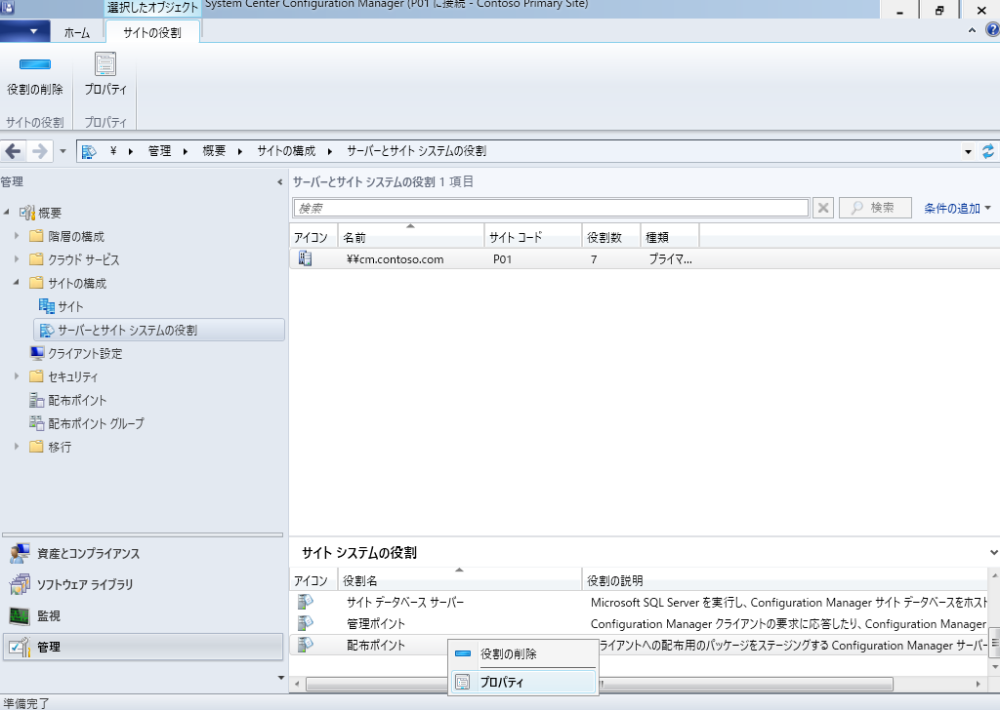 選択したオブジェクト System Center Configuration Manager (P01 に接続 - Contoso Primary Site)
ホーム サイトの役割
役割の削除 プロパティ
サイトの役割 プロパティ
¥ 管理 概要 サイトの構成 サーバーとサイト システムの役割
管理
サーバーとサイト システムの役割 1 項目
検索 検索 条件の追加
アイコン 名前 サイト コード 役割数 種類
¥¥cm.contoso.com P01 7 プライマ...
概要
階層の構成
クラウド サービス
サイトの構成
サイト
サーバーとサイト システムの役割
クライアント設定
セキュリティ
配布ポイント
配布ポイント グループ
移行
資産とコンプライアンス
ソフトウェア ライブラリ
監視
管理
サイト システムの役割
アイコン 役割名 役割の説明
サイト データベース サーバー Microsoft SQL Server を実行し、Configuration Manager サイト データベースをホスト
管理ポイント Configuration Manager クライアントの要求に応答したり、Configuration Manager
配布ポイント ライアントへの配布用のパッケージをステージングする Configuration Manager サーバー
役割の削除
プロパティ
準備完了